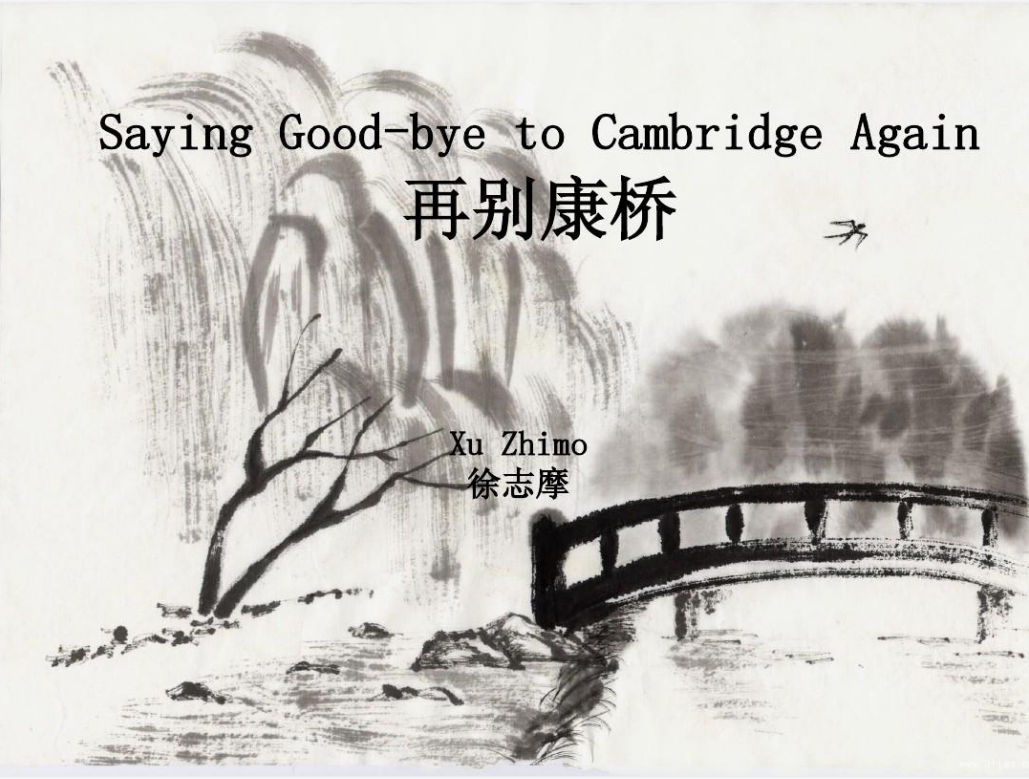 Saying Good-bye to Cambridge Again
再别康桥
Xu Zhimo
徐志摩